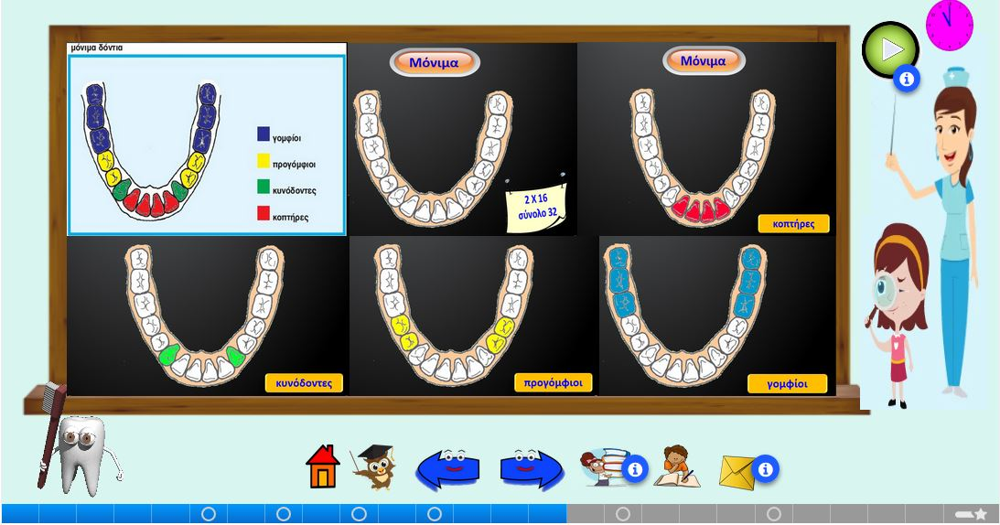 μόνιμα δόντια
γομφίοι
προγόμφιοι
κυνόδοντες
κοπτήρες
Μόνιμα
2 X 16
σύνολο 32
Μόνιμα
κοπτήρες
κυνόδοντες
προγόμφιοι
γομφίοι